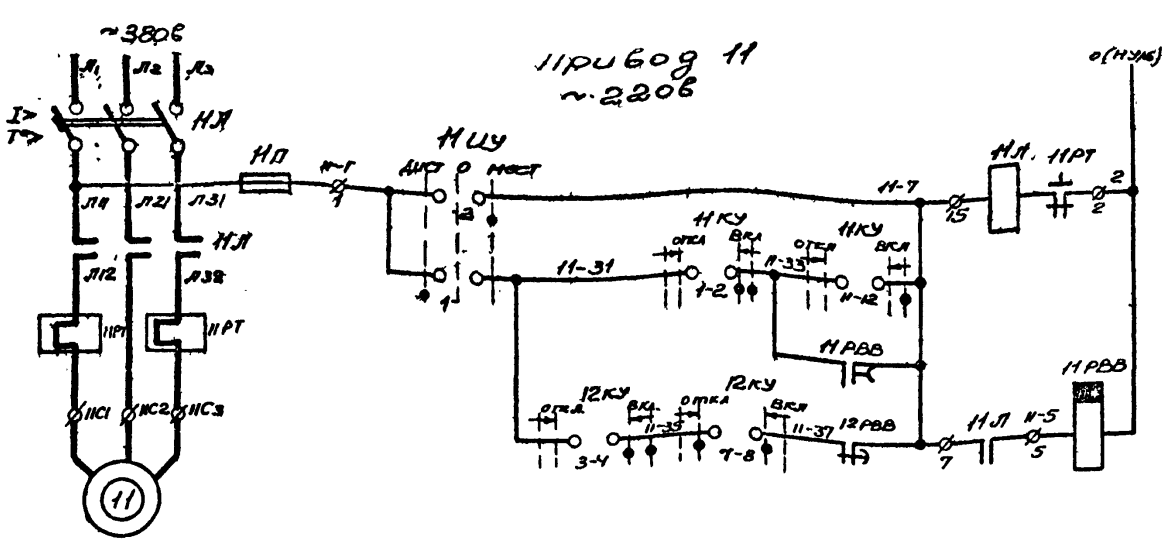 ~380в
Л1 Л2 Л3
I>
T>
11А
Привод 11
~220в
0(нуль)
11П
11-Г
1
11ЦУ
ДИСТ 0 МЕСТ
3
1
11-7
15
11Л
11РТ
2
2
Л11 Л21 Л31
11Л
Л12 Л32
11РТ
11РТ
11С1 11С2 11С3
11
11-31
11КУ
ОТКЛ ВКЛ
1-2
11-33
11КУ
ОТКЛ ВКЛ
11-12
11РВВ
12КУ
ОТКЛ ВКЛ
3-4
11-35
12КУ
ОТКЛ ВКЛ
7-8
11-37
12РВВ
7
11Л
11-5
5
11РВВ